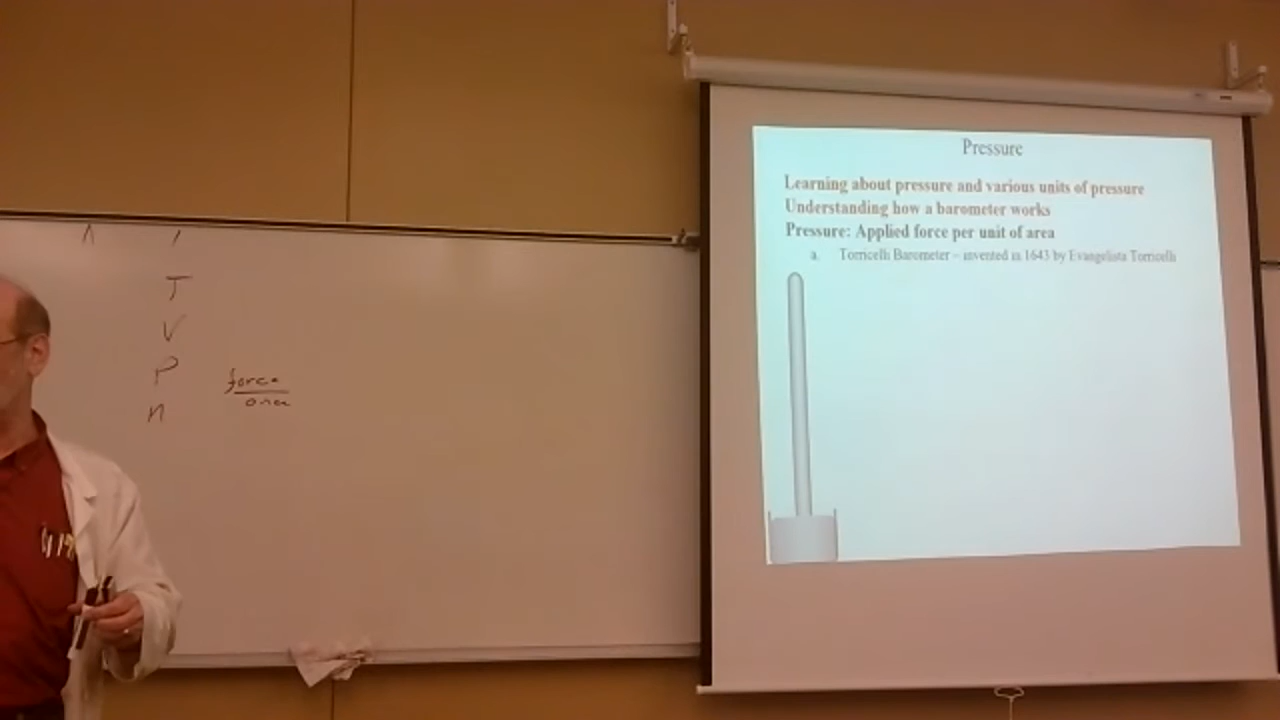 T
V
P
n
force
area
Pressure
Learning about pressure and various units of pressure
Understanding how a barometer works
Pressure: Applied force per unit of area
a. Torricelli Barometer – invented in 1643 by Evangelista Torricelli